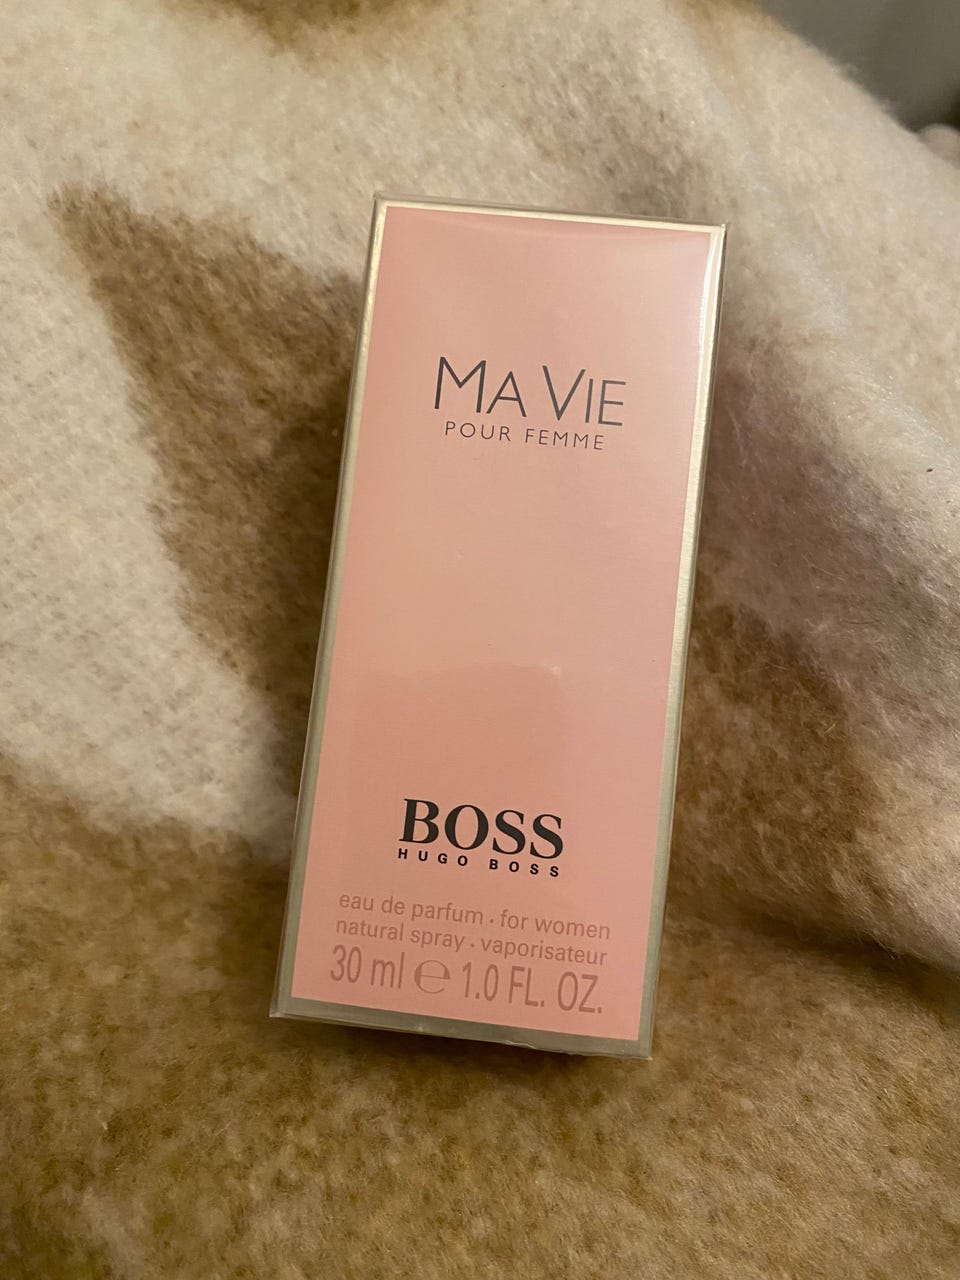 MA VIE
POUR FEMME
BOSS
HUGO BOSS
eau de parfum · for women
natural spray · vaporisateur
30 ml ℮ 1.0 FL. OZ.